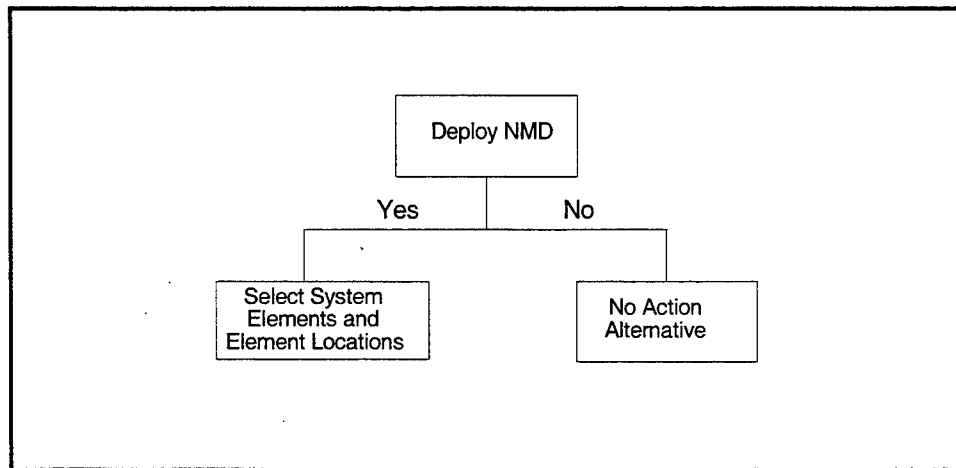 Deploy NMD
Yes
No
Select System
Elements and
Element Locations
No Action
Alternative